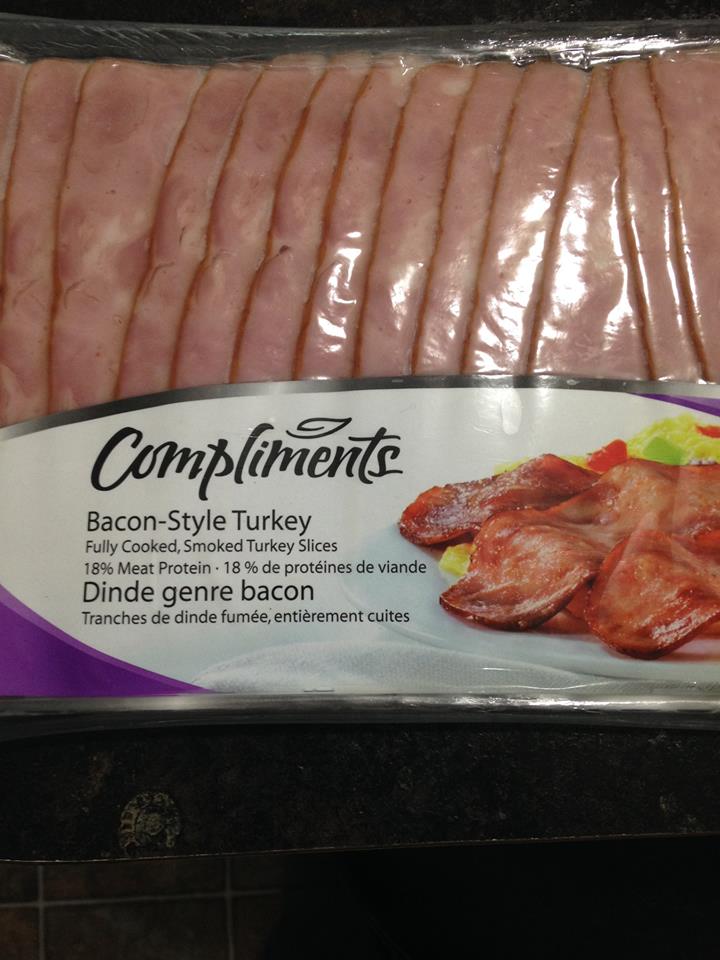 Compliments
Bacon-Style Turkey
Fully Cooked, Smoked Turkey Slices
18% Meat Protein · 18 % de protéines de viande
Dinde genre bacon
Tranches de dinde fumée, entièrement cuites